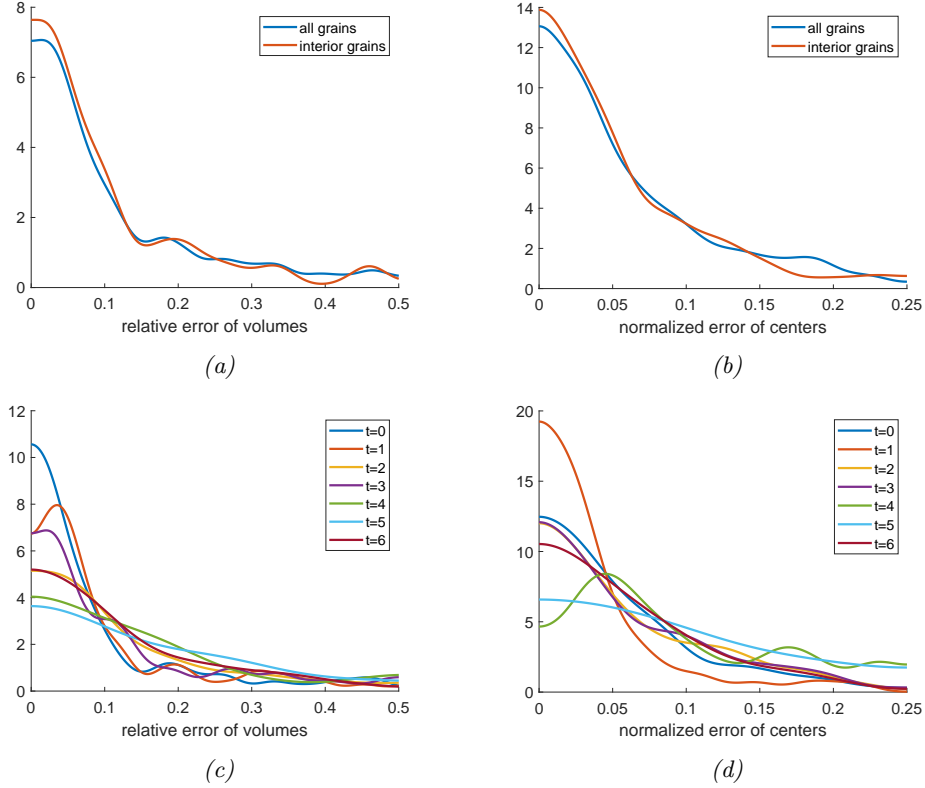 8
6
4
2
0
0 0.1 0.2 0.3 0.4 0.5
relative error of volumes
all grains
interior grains
(a)
14
12
10
8
6
4
2
0
0 0.05 0.1 0.15 0.2 0.25
normalized error of centers
all grains
interior grains
(b)
12
10
8
6
4
2
0
0 0.1 0.2 0.3 0.4 0.5
relative error of volumes
t=0
t=1
t=2
t=3
t=4
t=5
t=6
(c)
20
15
10
5
0
0 0.05 0.1 0.15 0.2 0.25
normalized error of centers
t=0
t=1
t=2
t=3
t=4
t=5
t=6
(d)